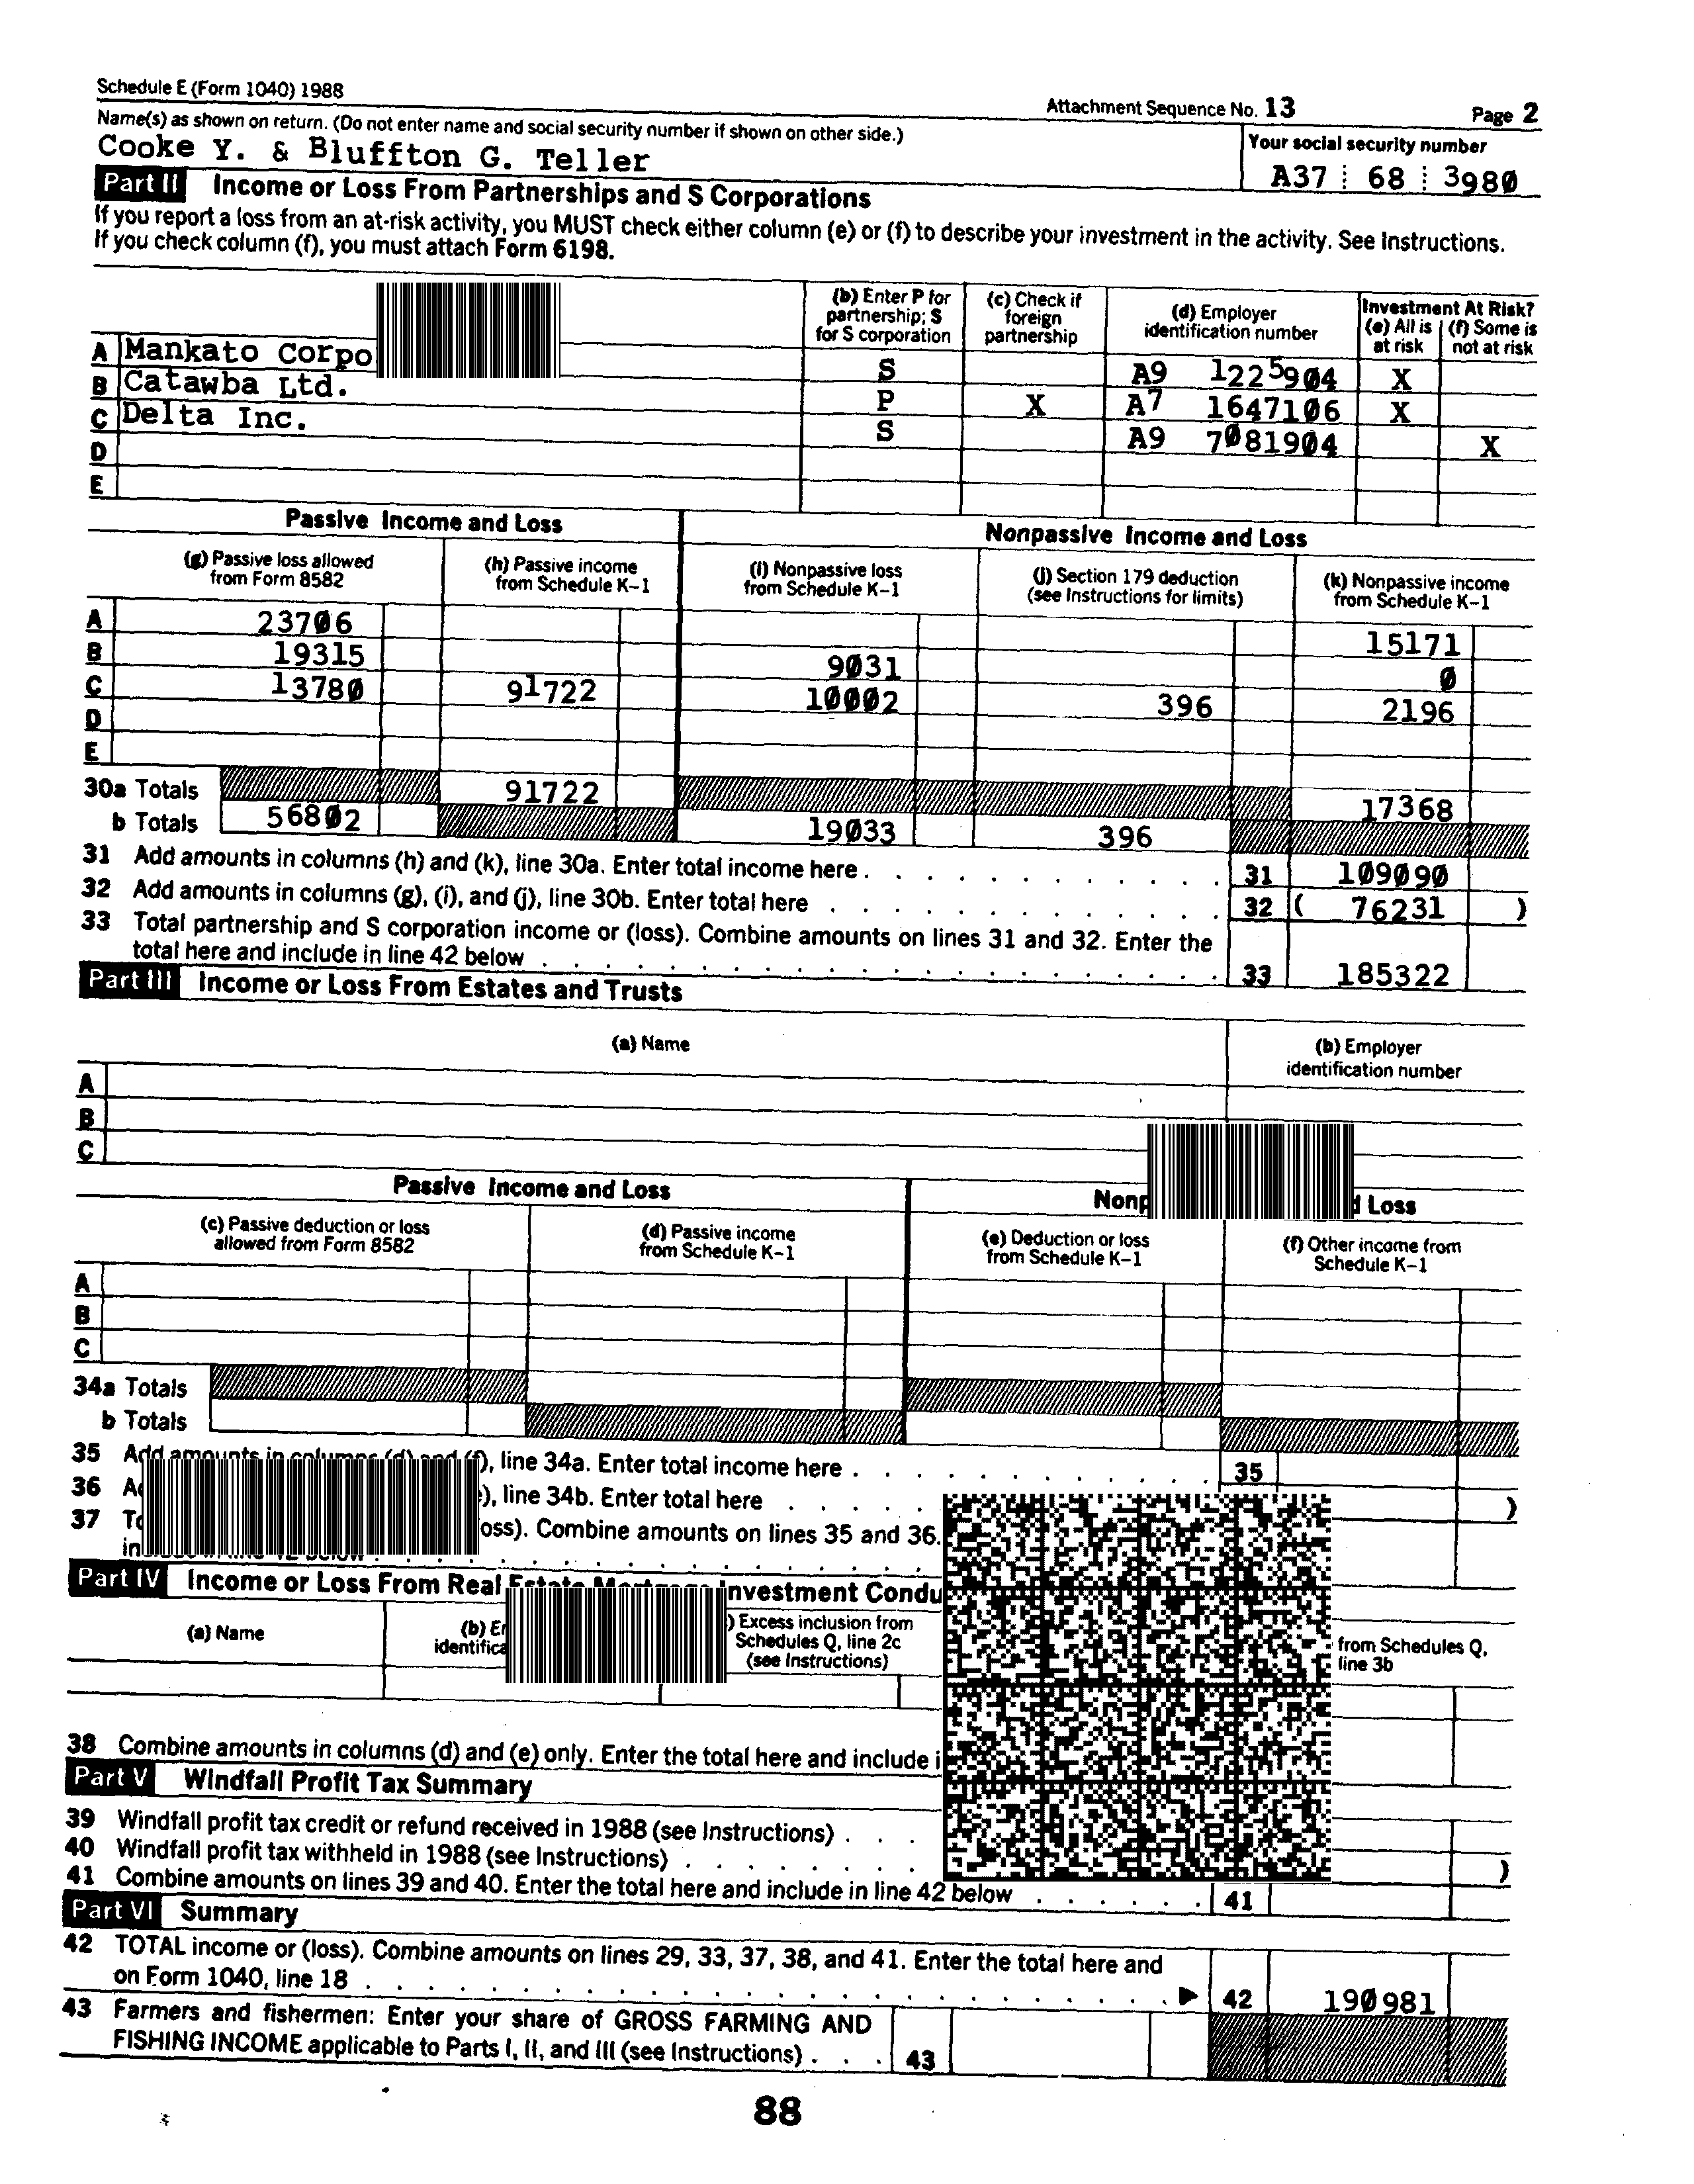 Schedule E (Form 1040) 1988
Attachment Sequence No. 13 Page 2
Name(s) as shown on return. (Do not enter name and social security number if shown on other side.)
Your social security number
Cooke Y. & Bluffton G. Teller
A37 68 3980
Part II Income or Loss From Partnerships and S Corporations
If you report a loss from an at-risk activity, you MUST check either column (e) or (f) to describe your investment in the activity. See Instructions.
If you check column (f), you must attach Form 6198.
(b) Enter P for partnership; S for S corporation
(c) Check if foreign partnership
(d) Employer identification number
Investment At Risk?
(e) All is at risk
(f) Some is not at risk
A Mankato Corpo S A9 1225904 X
B Catawba Ltd. P X A7 1647106 X
C Delta Inc. S A9 7081904 X
D
E
Passive Income and Loss
Nonpassive Income and Loss
(g) Passive loss allowed from Form 8582
(h) Passive income from Schedule K-1
(i) Nonpassive loss from Schedule K-1
(j) Section 179 deduction (see Instructions for limits)
(k) Nonpassive income from Schedule K-1
A 23706 15171
B 19315 9031 0
C 13780 91722 10002 396 2196
D
E
30a Totals 91722 17368
b Totals 56802 19033 396
31 Add amounts in columns (h) and (k), line 30a. Enter total income here . 31 109090
32 Add amounts in columns (g), (i), and (j), line 30b. Enter total here 32 ( 76231 )
33 Total partnership and S corporation income or (loss). Combine amounts on lines 31 and 32. Enter the
total here and include in line 42 below 33 185322
Part III Income or Loss From Estates and Trusts
(a) Name
(b) Employer identification number
A
B
C
Passive Income and Loss
Loss
(c) Passive deduction or loss allowed from Form 8582
(d) Passive income from Schedule K-1
(e) Deduction or loss from Schedule K-1
(f) Other income from Schedule K-1
A
B
C
34a Totals
b Totals
35 Add amounts in columns (d) and (f), line 34a. Enter total income here . 35
36 line 34b. Enter total here )
37 oss). Combine amounts on lines 35 and 36.
Part IV Income or Loss From Real Estate Mortgage Investment Condu
(a) Name
(b) Er
identifica
Excess inclusion from Schedules Q, line 2c (see Instructions)
from Schedules Q, line 3b
38 Combine amounts in columns (d) and (e) only. Enter the total here and include i
Part V Windfall Profit Tax Summary
39 Windfall profit tax credit or refund received in 1988 (see Instructions) .
40 Windfall profit tax withheld in 1988 (see Instructions) )
41 Combine amounts on lines 39 and 40. Enter the total here and include in line 42 below 41
Part VI Summary
42 TOTAL income or (loss). Combine amounts on lines 29, 33, 37, 38, and 41. Enter the total here and
on Form 1040, line 18 42 190981
43 Farmers and fishermen: Enter your share of GROSS FARMING AND
FISHING INCOME applicable to Parts I, II, and III (see Instructions) . 43
88